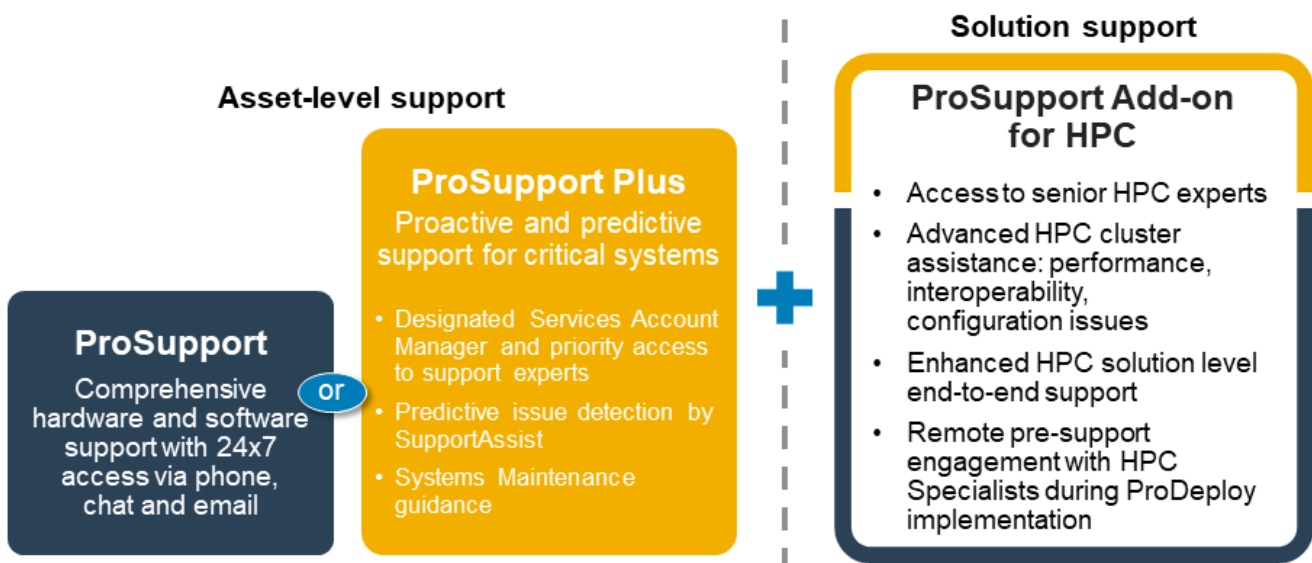 Asset-level support
ProSupport
Comprehensive
hardware and software
support with 24x7
access via phone,
chat and email
or
ProSupport Plus
Proactive and predictive
support for critical systems
• Designated Services Account
Manager and priority access
to support experts
• Predictive issue detection by
SupportAssist
• Systems Maintenance
guidance
Solution support
ProSupport Add-on
for HPC
• Access to senior HPC experts
• Advanced HPC cluster
assistance: performance,
interoperability,
configuration issues
• Enhanced HPC solution level
end-to-end support
• Remote pre-support
engagement with HPC
Specialists during ProDeploy
implementation